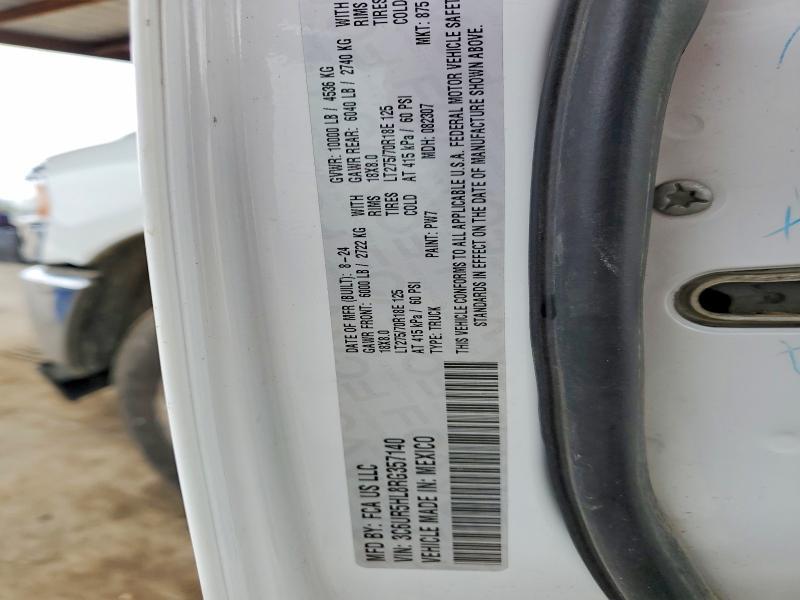 MFD BY: FCA US LLC
VIN: 3C6UR5HL8RG357140
VEHICLE MADE IN: MEXICO
DATE OF MFR (BUILT): 8-24 GVWR: 10000 LB / 4536 KG
GAWR FRONT: 6000 LB / 2722 KG WITH GAWR REAR: 6040 LB / 2740 KG WITH
18X8.0 RIMS 18X8.0 RIMS
LT275/70R18E 125 TIRES LT275/70R18E 125 TIRES
AT 415 kPa / 60 PSI COLD AT 415 kPa / 60 PSI COLD
TYPE: TRUCK PAINT: PW7 MDH: 082307 MKT: 875
THIS VEHICLE CONFORMS TO ALL APPLICABLE U.S.A. FEDERAL MOTOR VEHICLE SAFET
STANDARDS IN EFFECT ON THE DATE OF MANUFACTURE SHOWN ABOVE.